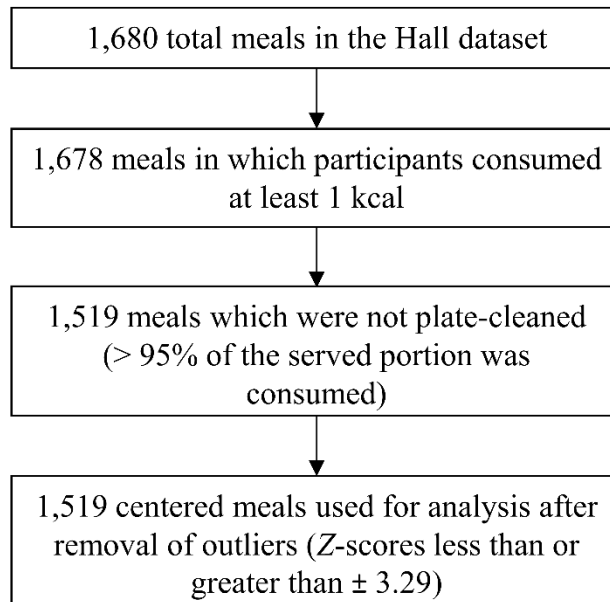 1,680 total meals in the Hall dataset
1,678 meals in which participants consumed
at least 1 kcal
1,519 meals which were not plate-cleaned
(> 95% of the served portion was
consumed)
1,519 centered meals used for analysis after
removal of outliers (Z-scores less than or
greater than ± 3.29)